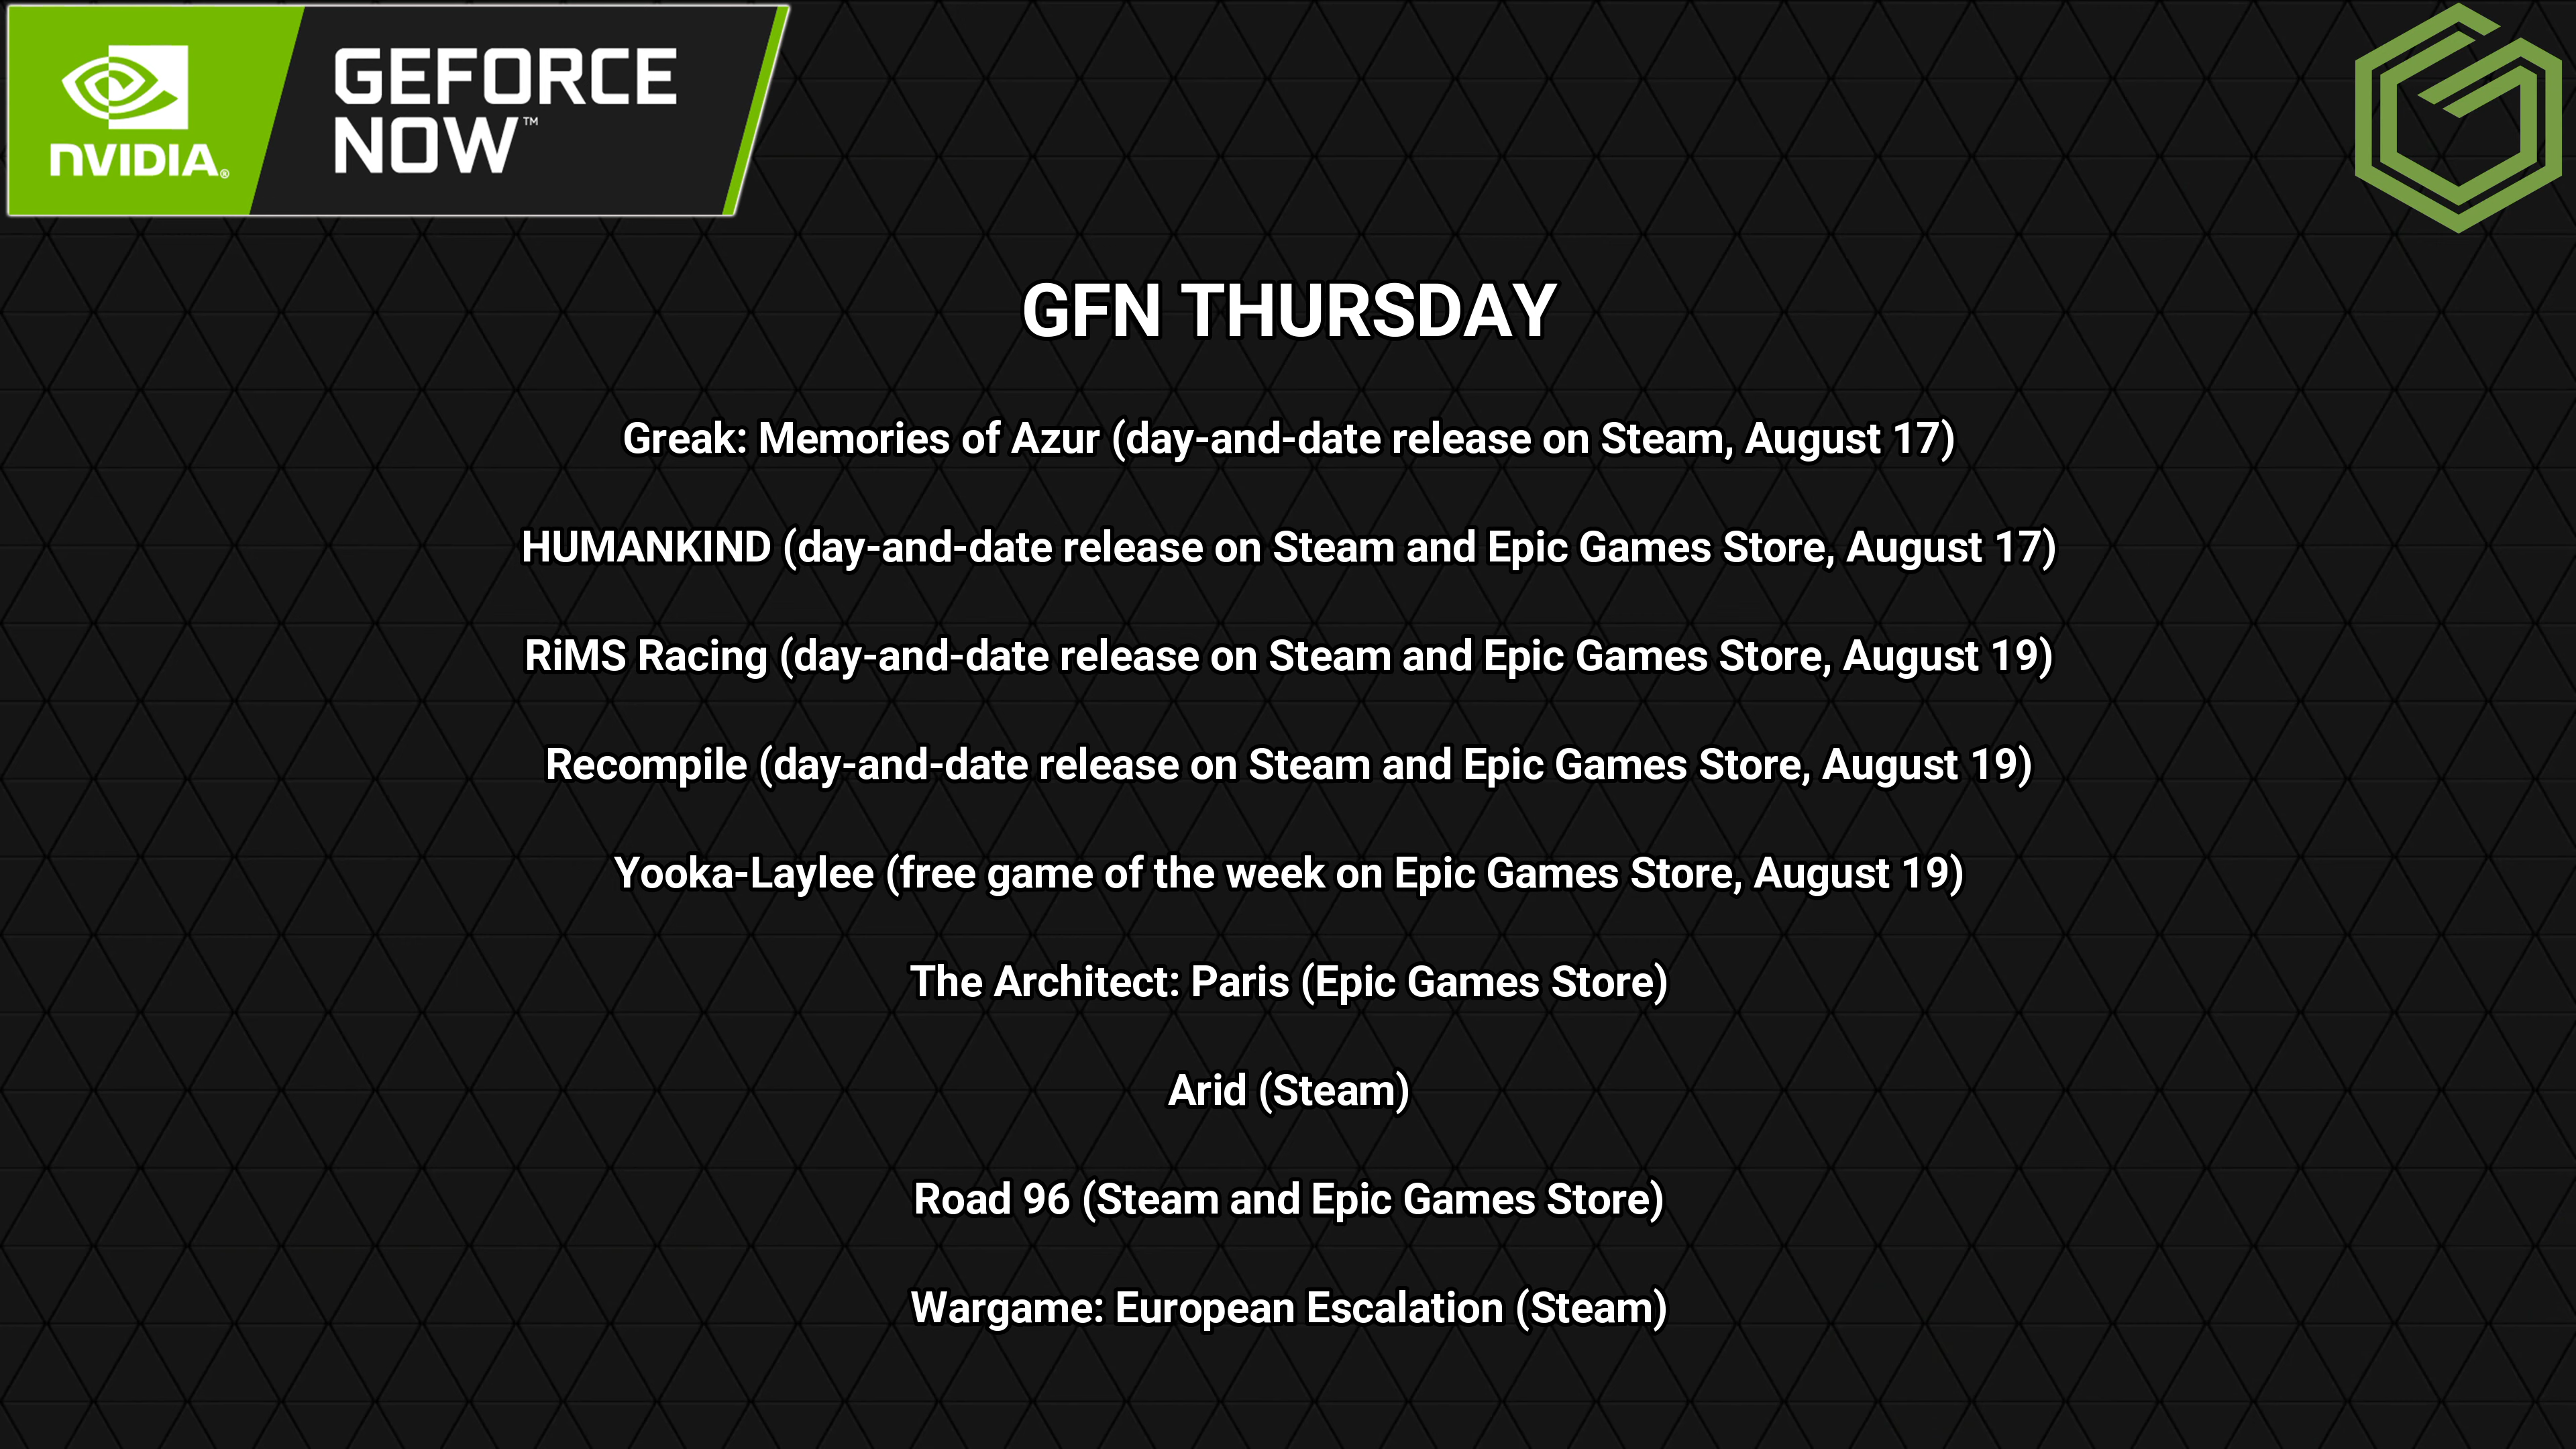 NVIDIA®
GEFORCE
NOW™
GFN THURSDAY
Greak: Memories of Azur (day-and-date release on Steam, August 17)
HUMANKIND (day-and-date release on Steam and Epic Games Store, August 17)
RiMS Racing (day-and-date release on Steam and Epic Games Store, August 19)
Recompile (day-and-date release on Steam and Epic Games Store, August 19)
Yooka-Laylee (free game of the week on Epic Games Store, August 19)
The Architect: Paris (Epic Games Store)
Arid (Steam)
Road 96 (Steam and Epic Games Store)
Wargame: European Escalation (Steam)